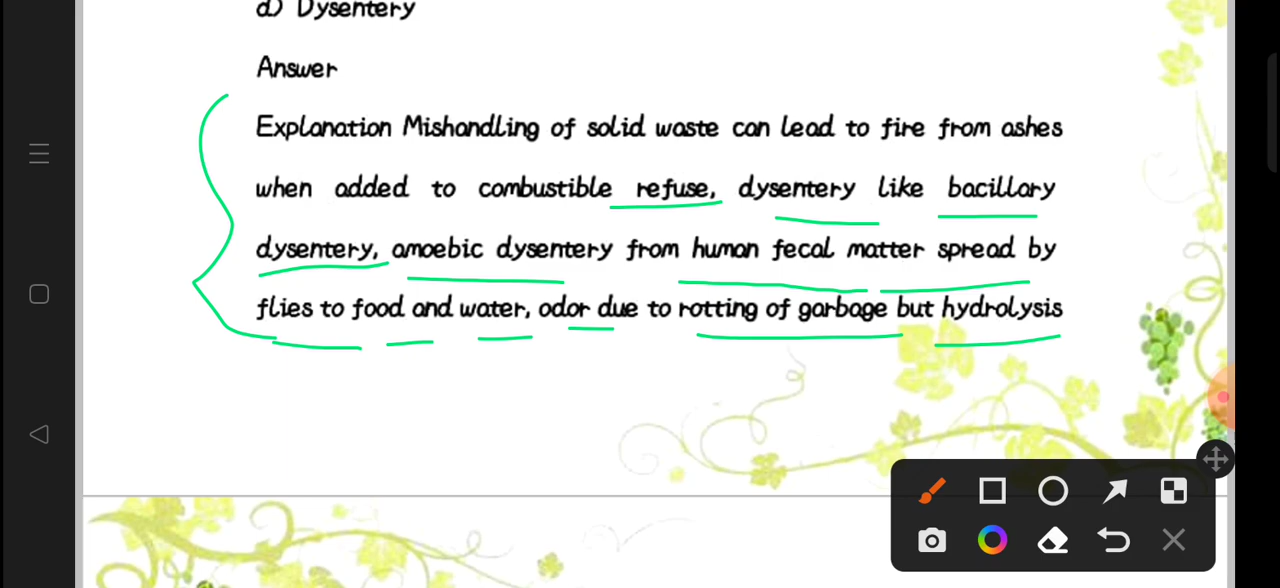 d) Dysentery
Answer
Explanation Mishandling of solid waste can lead to fire from ashes
when added to combustible refuse, dysentery like bacillary
dysentery, amoebic dysentery from human fecal matter spread by
flies to food and water, odor due to rotting of garbage but hydrolysis